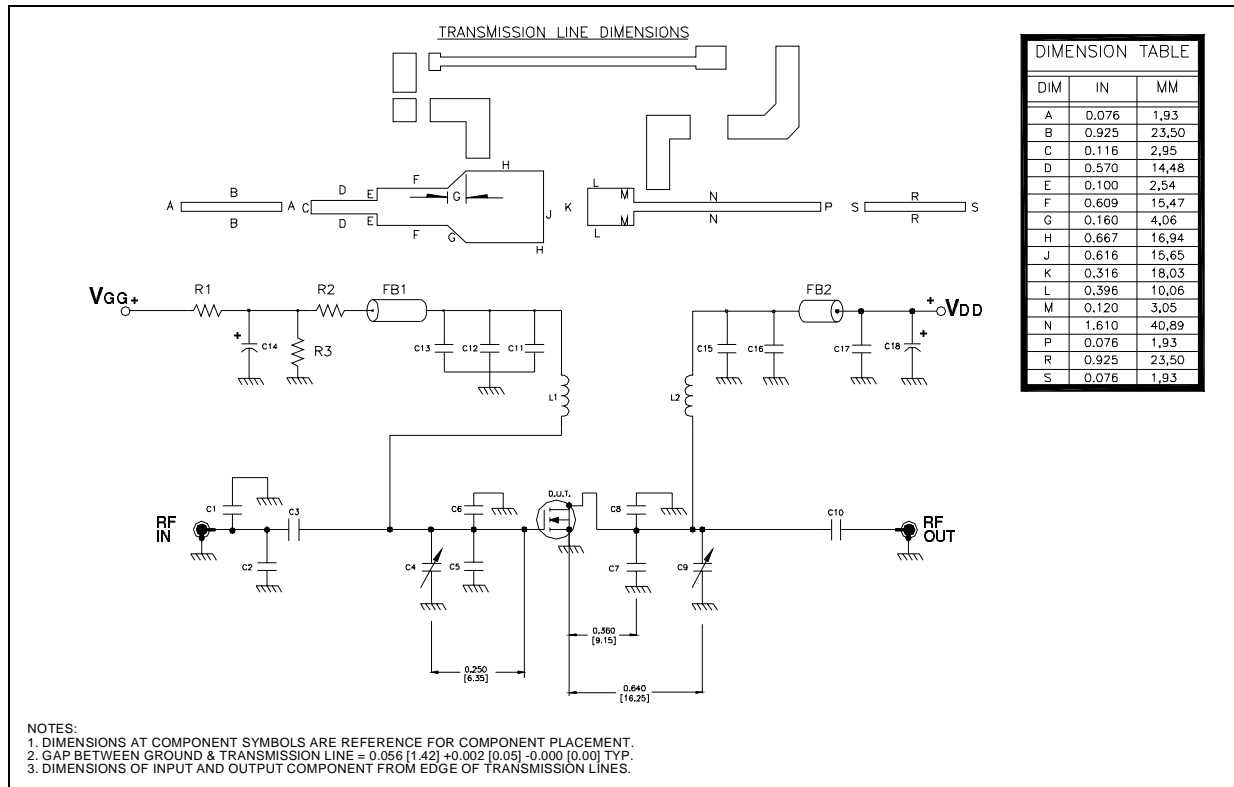 TRANSMISSION LINE DIMENSIONS
DIMENSION TABLE
DIM IN MM
A 0.076 1,93
B 0.925 23,50
C 0.116 2,95
D 0.570 14,48
E 0.100 2,54
F 0.609 15,47
G 0.160 4,06
H 0.667 16,94
J 0.616 15,65
K 0.316 18,03
L 0.396 10,06
M 0.120 3,05
N 1.610 40,89
P 0.076 1,93
R 0.925 23,50
S 0.076 1,93
H
B D F L N R
E M
A A C G J K P S S
E M
B D F G L N R
H
VGG+ R1 R2 FB1 FB2 + VDD
+ C14 R3 C13 C12 C11 C15 C16 C17 + C18
L1 L2
D.U.T.
C1 C3 C6 C8 C10
RF IN
RF OUT
C2 C4 C5 C7 C9
0.360
[9.15]
0.250
[6.35]
0.640
[16.25]
NOTES:
1. DIMENSIONS AT COMPONENT SYMBOLS ARE REFERENCE FOR COMPONENT PLACEMENT.
2. GAP BETWEEN GROUND & TRANSMISSION LINE = 0.056 [1.42] +0.002 [0.05] -0.000 [0.00] TYP.
3. DIMENSIONS OF INPUT AND OUTPUT COMPONENT FROM EDGE OF TRANSMISSION LINES.